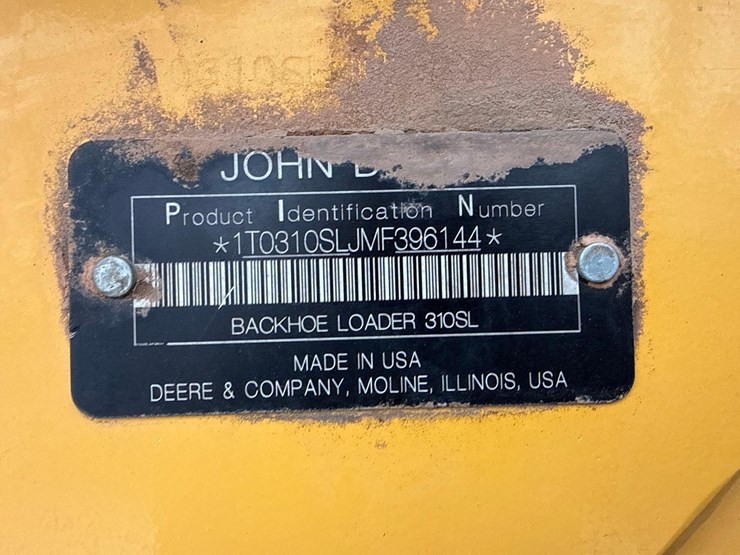 JOHN D
Product Identification Number
*1T0310SLJMF396144*
BACKHOE LOADER 310SL
MADE IN USA
DEERE & COMPANY, MOLINE, ILLINOIS, USA